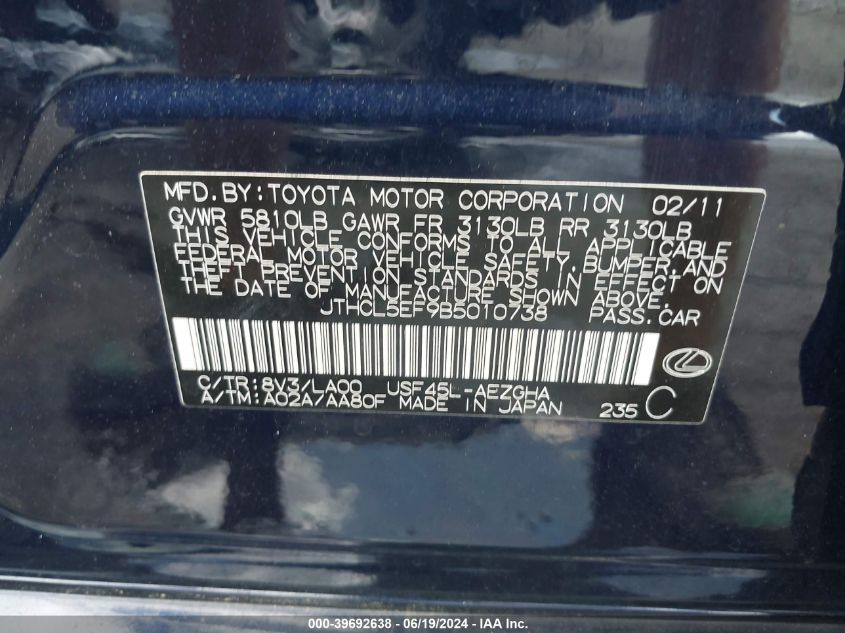 MFD. BY: TOYOTA MOTOR CORPORATION 02/11
GVWR 5810LB GAWR FR 3130LB RR 3130LB
THIS VEHICLE CONFORMS TO ALL APPLICABLE
FEDERAL MOTOR VEHICLE SAFETY, BUMPER, AND
THEFT PREVENTION STANDARDS IN EFFECT ON
THE DATE OF MANUFACTURE SHOWN ABOVE.
JTHCL5EF9B5010738 PASS. CAR
C/TR: 8V3/LA00 USF45L-AEZGHA
A/TM: A02A/AA80F MADE IN JAPAN 235 C
000-39692638 - 06/19/2024 - IAA Inc.